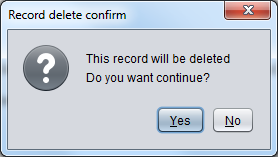 Record delete confirm
This record will be deleted
Do you want continue?
Yes No